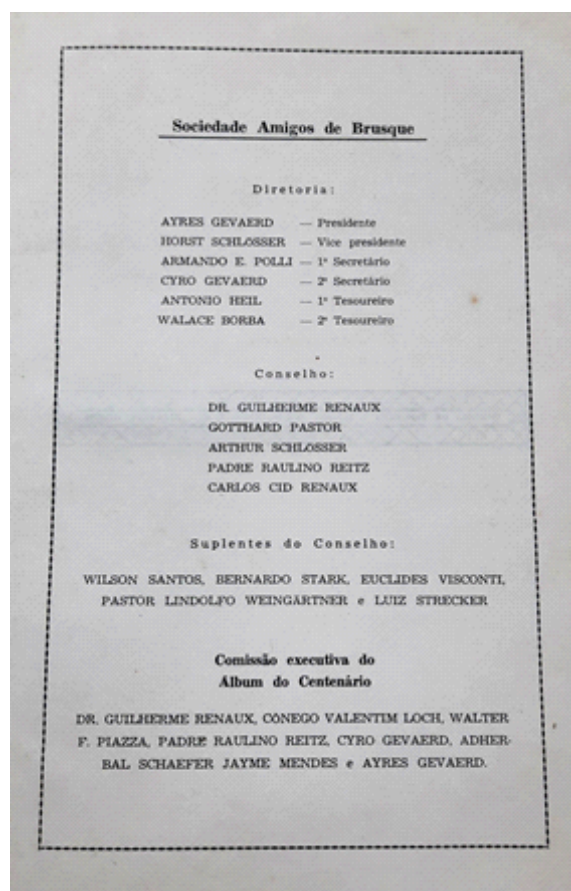 Sociedade Amigos de Brusque
Diretoria:
AYRES GEVAERD — Presidente
HORST SCHLOSSER — Vice presidente
ARMANDO E. POLLI — 1º Secretário
CYRO GEVAERD — 2º Secretário
ANTONIO HEIL — 1º Tesoureiro
WALACE BORBA — 2º Tesoureiro
Conselho:
DR. GUILHERME RENAUX
GOTTHARD PASTOR
ARTHUR SCHLOSSER
PADRE RAULINO REITZ
CARLOS CID RENAUX
Suplentes do Conselho:
WILSON SANTOS, BERNARDO STARK, EUCLIDES VISCONTI,
PASTOR LINDOLFO WEINGÄRTNER e LUIZ STRECKER
Comissão executiva do
Álbum do Centenário
DR. GUILHERME RENAUX, CÔNEGO VALENTIM LOCH, WALTER
F. PIAZZA, PADRE RAULINO REITZ, CYRO GEVAERD, ADHER-
BAL SCHAEFER JAYME MENDES e AYRES GEVAERD.